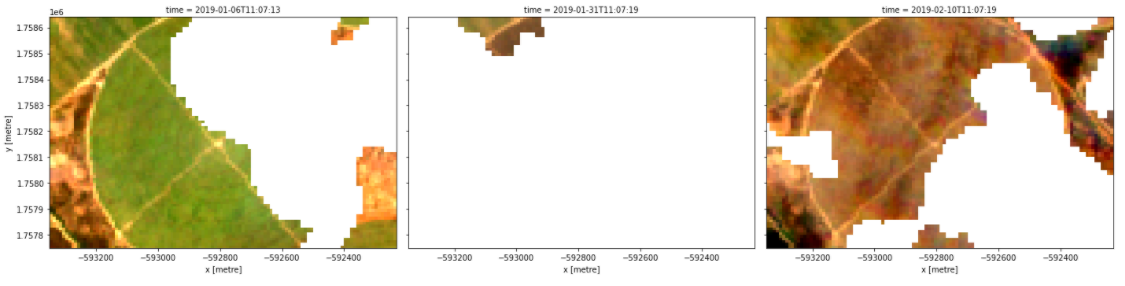 time = 2019-01-06T11:07:13
time = 2019-01-31T11:07:19
time = 2019-02-10T11:07:19
1e6
1.7586
1.7585
1.7584
1.7583
1.7582
1.7581
1.7580
1.7579
1.7578
y [metre]
−593200 −593000 −592800 −592600 −592400
−593200 −593000 −592800 −592600 −592400
−593200 −593000 −592800 −592600 −592400
x [metre]
x [metre]
x [metre]